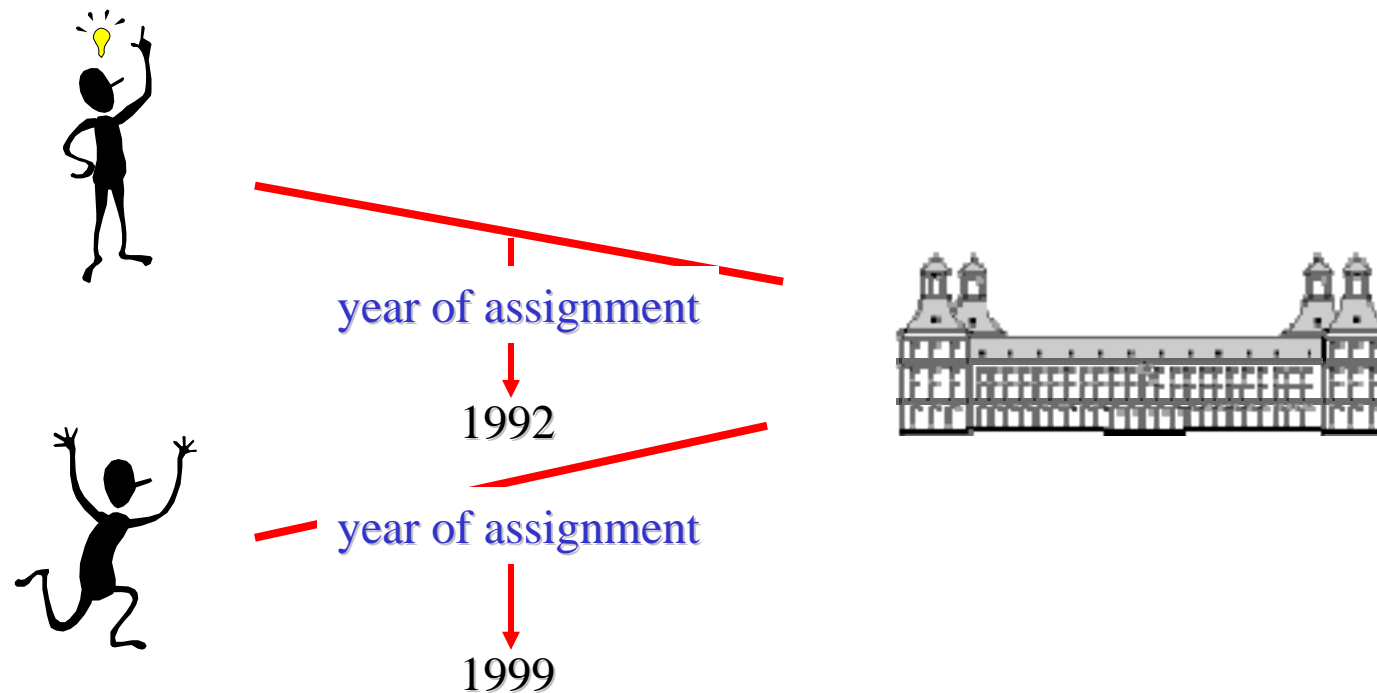 year of assignment
1992
year of assignment
1999